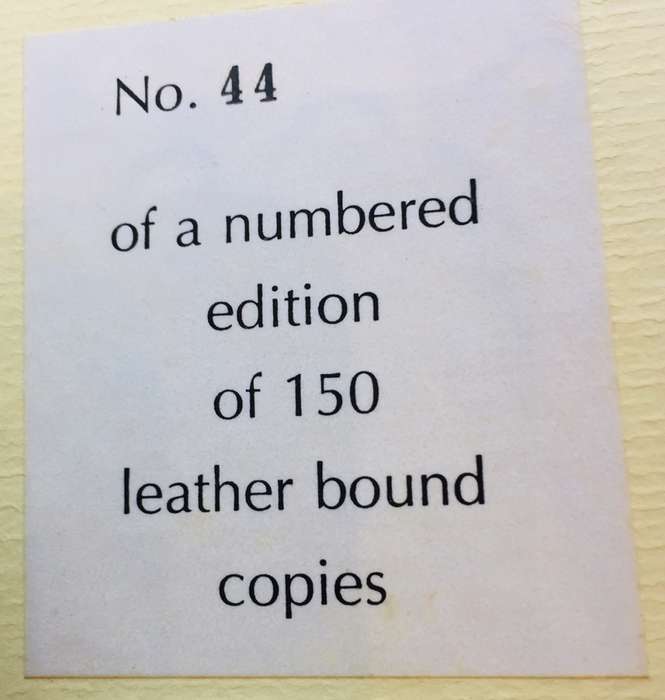 No. 44
of a numbered
edition
of 150
leather bound
copies